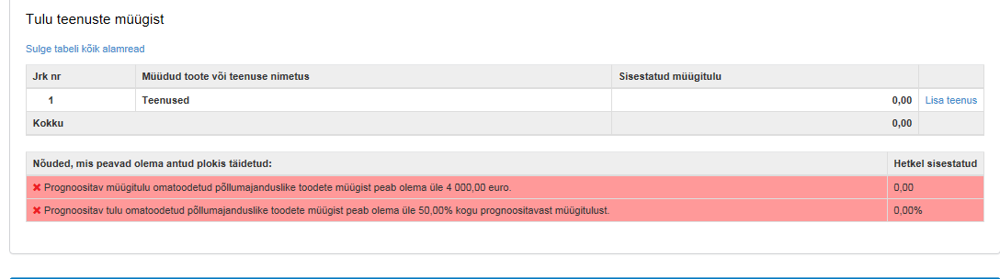 Tulu teenuste müügist
Sulge tabeli kõik alamread
Jrk nr Müüdud toote või teenuse nimetus Sisestatud müügitulu
1 Teenused 0,00 Lisa teenus
Kokku 0,00
Nõuded, mis peavad olema antud plokis täidetud: Hetkel sisestatud
Prognoositav müügitulu omatoodetud põllumajanduslike toodete müügist peab olema üle 4 000,00 euro. 0,00
Prognoositav tulu omatoodetud põllumajanduslike toodete müügist peab olema üle 50,00% kogu prognoositavast müügitulust. 0,00%